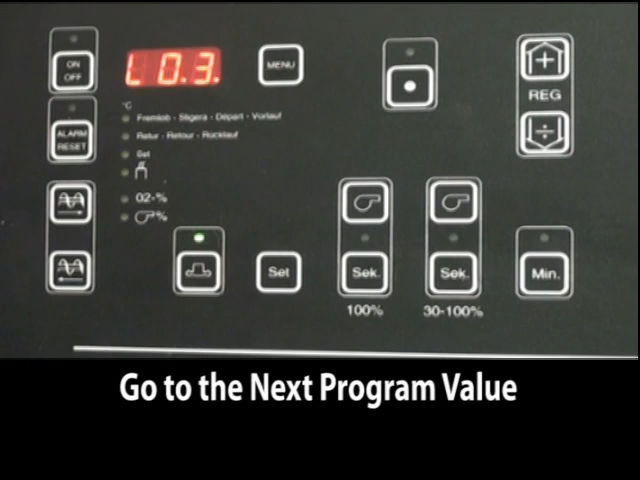 ON
OFF
L 0.3.
MENU
ALARM
RESET
REG
°C
Fremløb - Stigera - Départ - Vorlauf
Retur - Retour - Rücklauf
Set
02-%
%
Set
Sek.
Sek.
Min.
100%
30-100%
Go to the Next Program Value